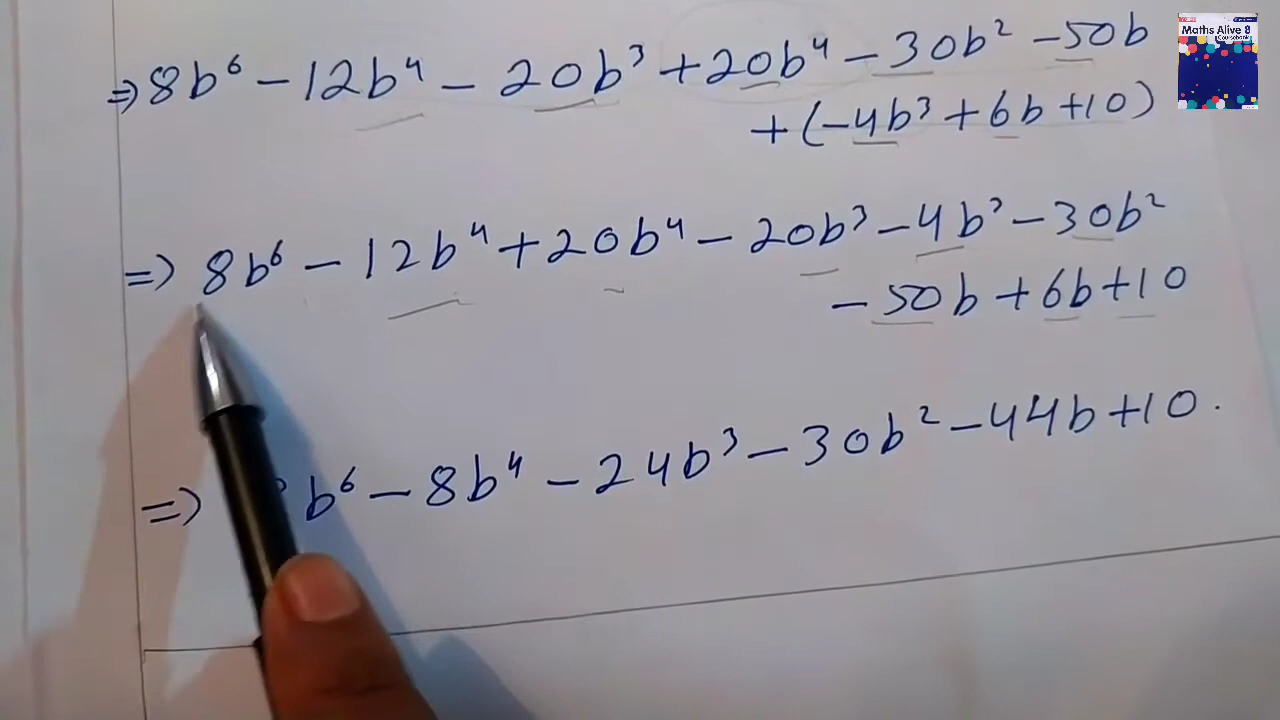 Maths Alive 8
Coursebook
⇒ 8b⁶ − 12b⁴ − 20b³ + 20b⁴ − 30b² − 50b
+ (−4b³ + 6b + 10)
⇒ 8b⁶ − 12b⁴ + 20b⁴ − 20b³ − 4b³ − 30b²
− 50b + 6b + 10
⇒ b⁶ − 8b⁴ − 24b³ − 30b² − 44b + 10.